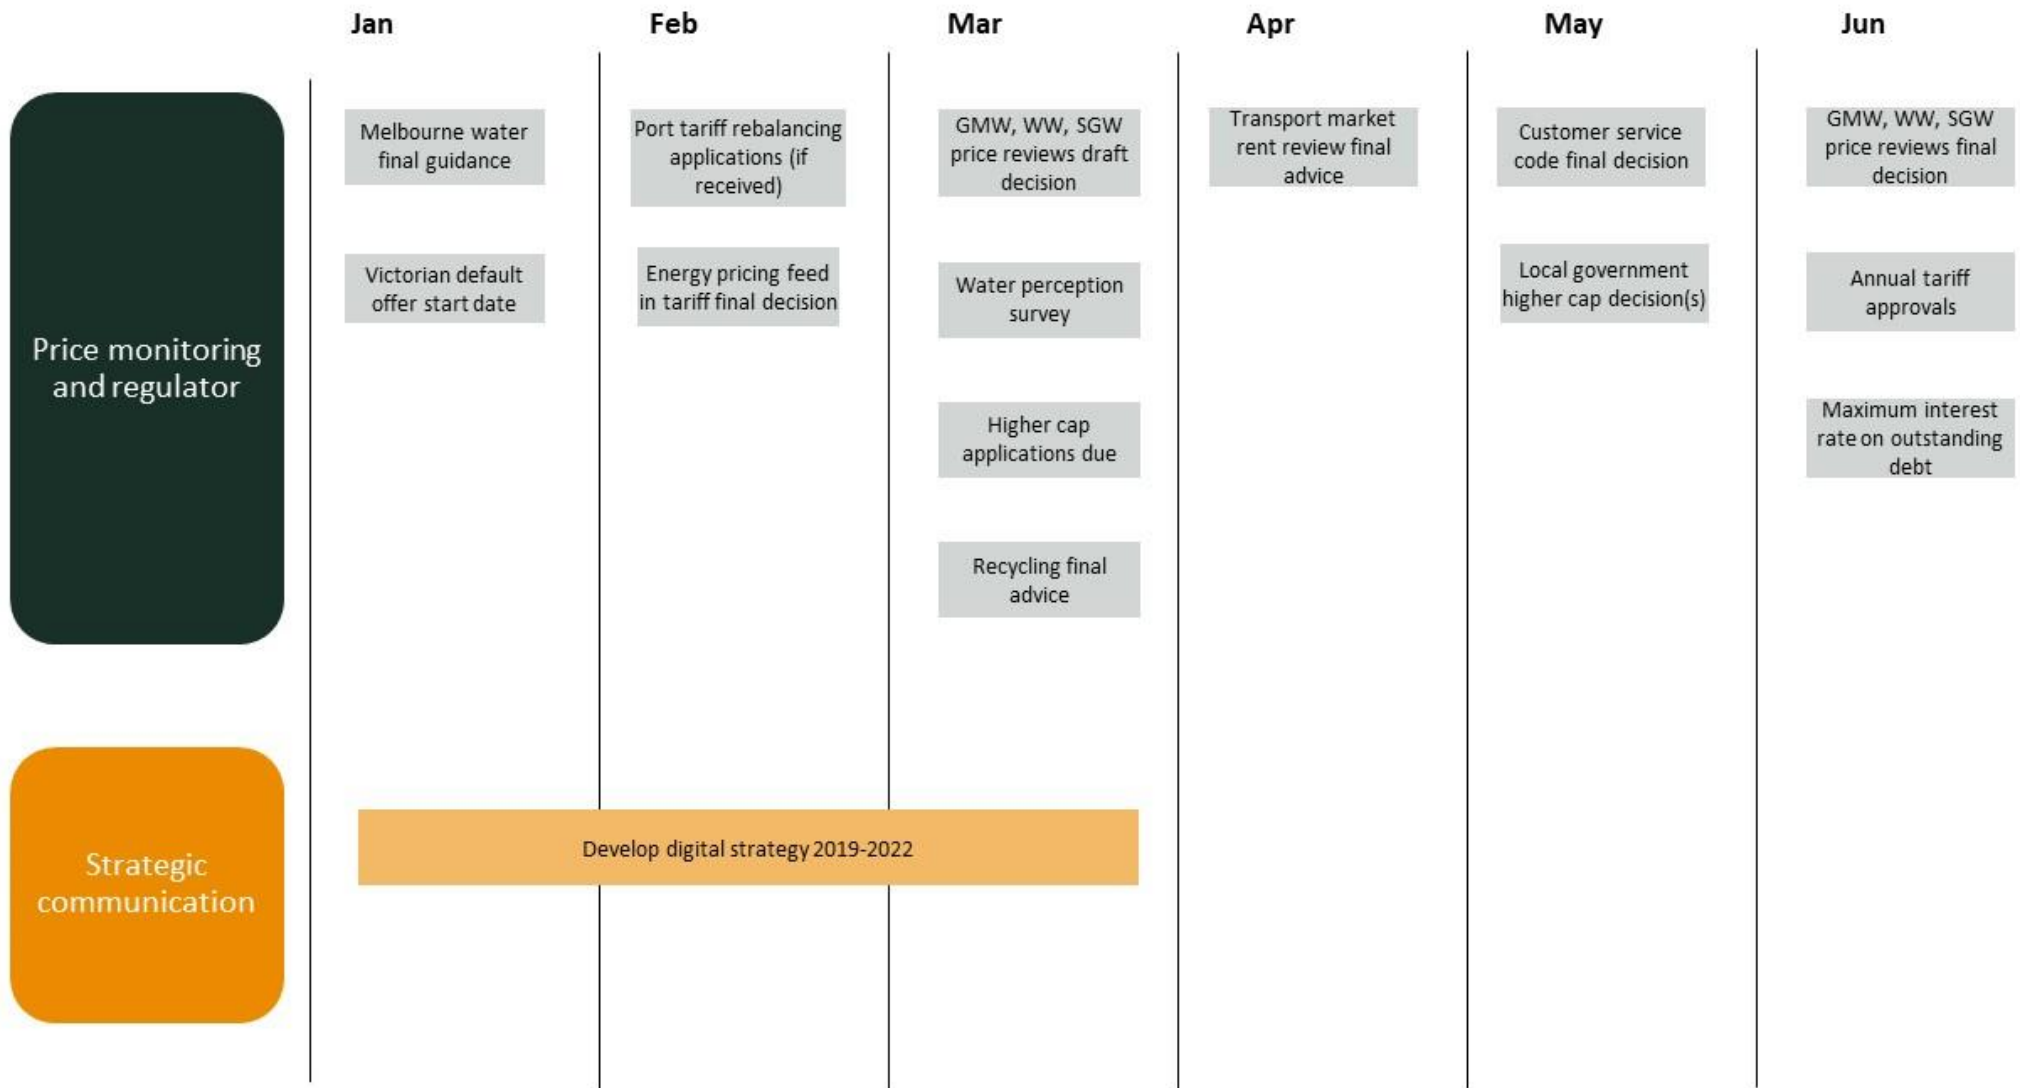 Jan Feb Mar Apr May Jun
Price monitoring
and regulator
Melbourne water
final guidance
Victorian default
offer start date
Port tariff rebalancing
applications (if
received)
Energy pricing feed
in tariff final decision
GMW, WW, SGW
price reviews draft
decision
Water perception
survey
Higher cap
applications due
Recycling final
advice
Transport market
rent review final
advice
Customer service
code final decision
Local government
higher cap decision(s)
GMW, WW, SGW
price reviews final
decision
Annual tariff
approvals
Maximum interest
rate on outstanding
debt
Strategic
communication
Develop digital strategy 2019-2022